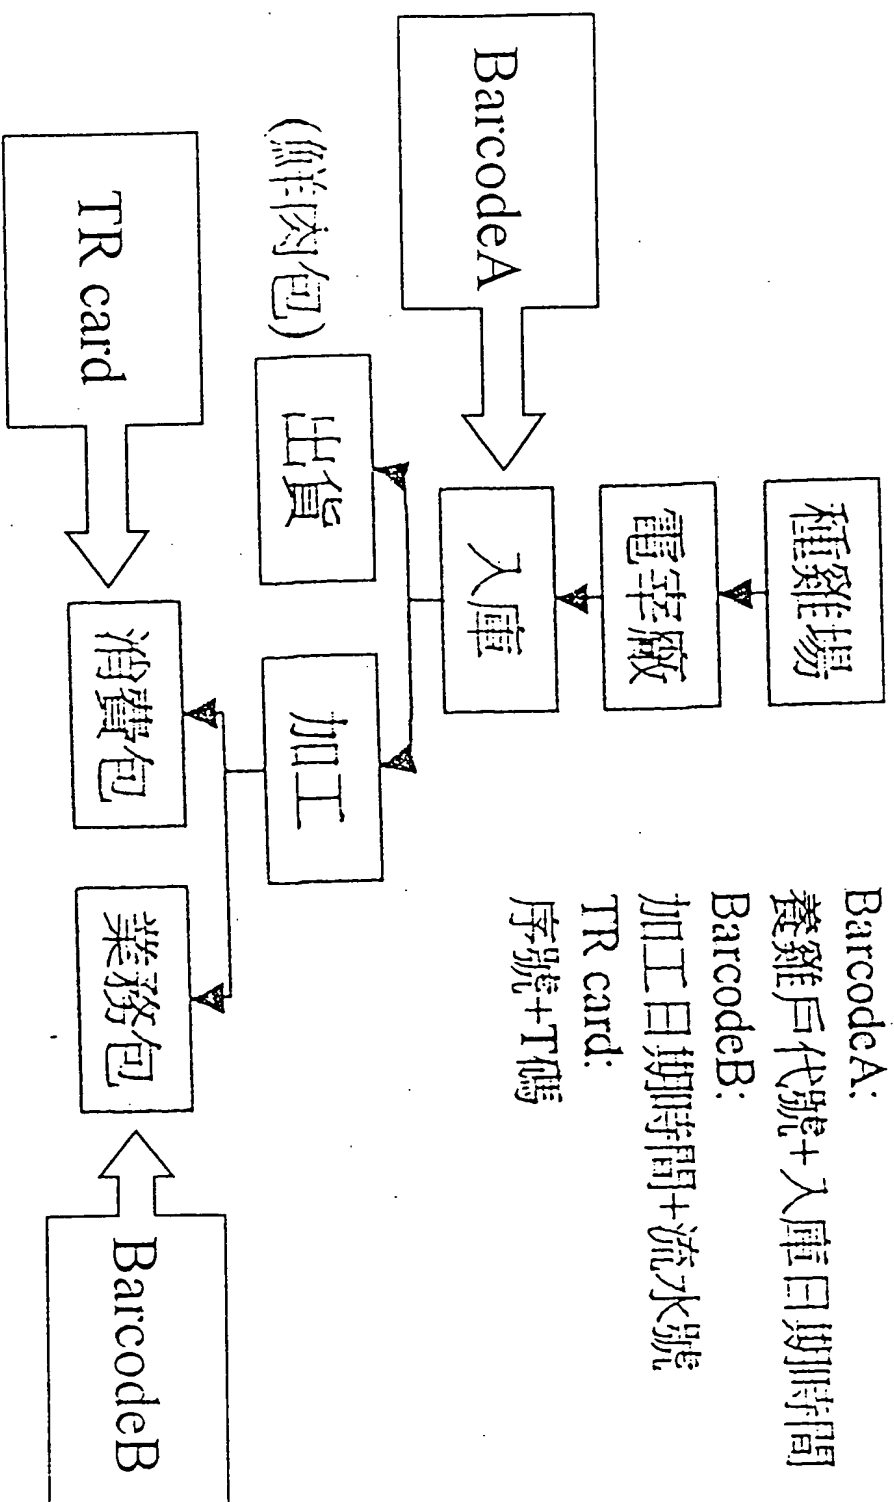 種雞場
電宰廠
BarcodeA
入庫
出貨
(鮮肉包)
加工
TR card
消費包
業務包
BarcodeB
BarcodeA:
養雞戶代號+入庫日期時間
BarcodeB:
加工日期時間+流水號
TR card:
序號+T碼